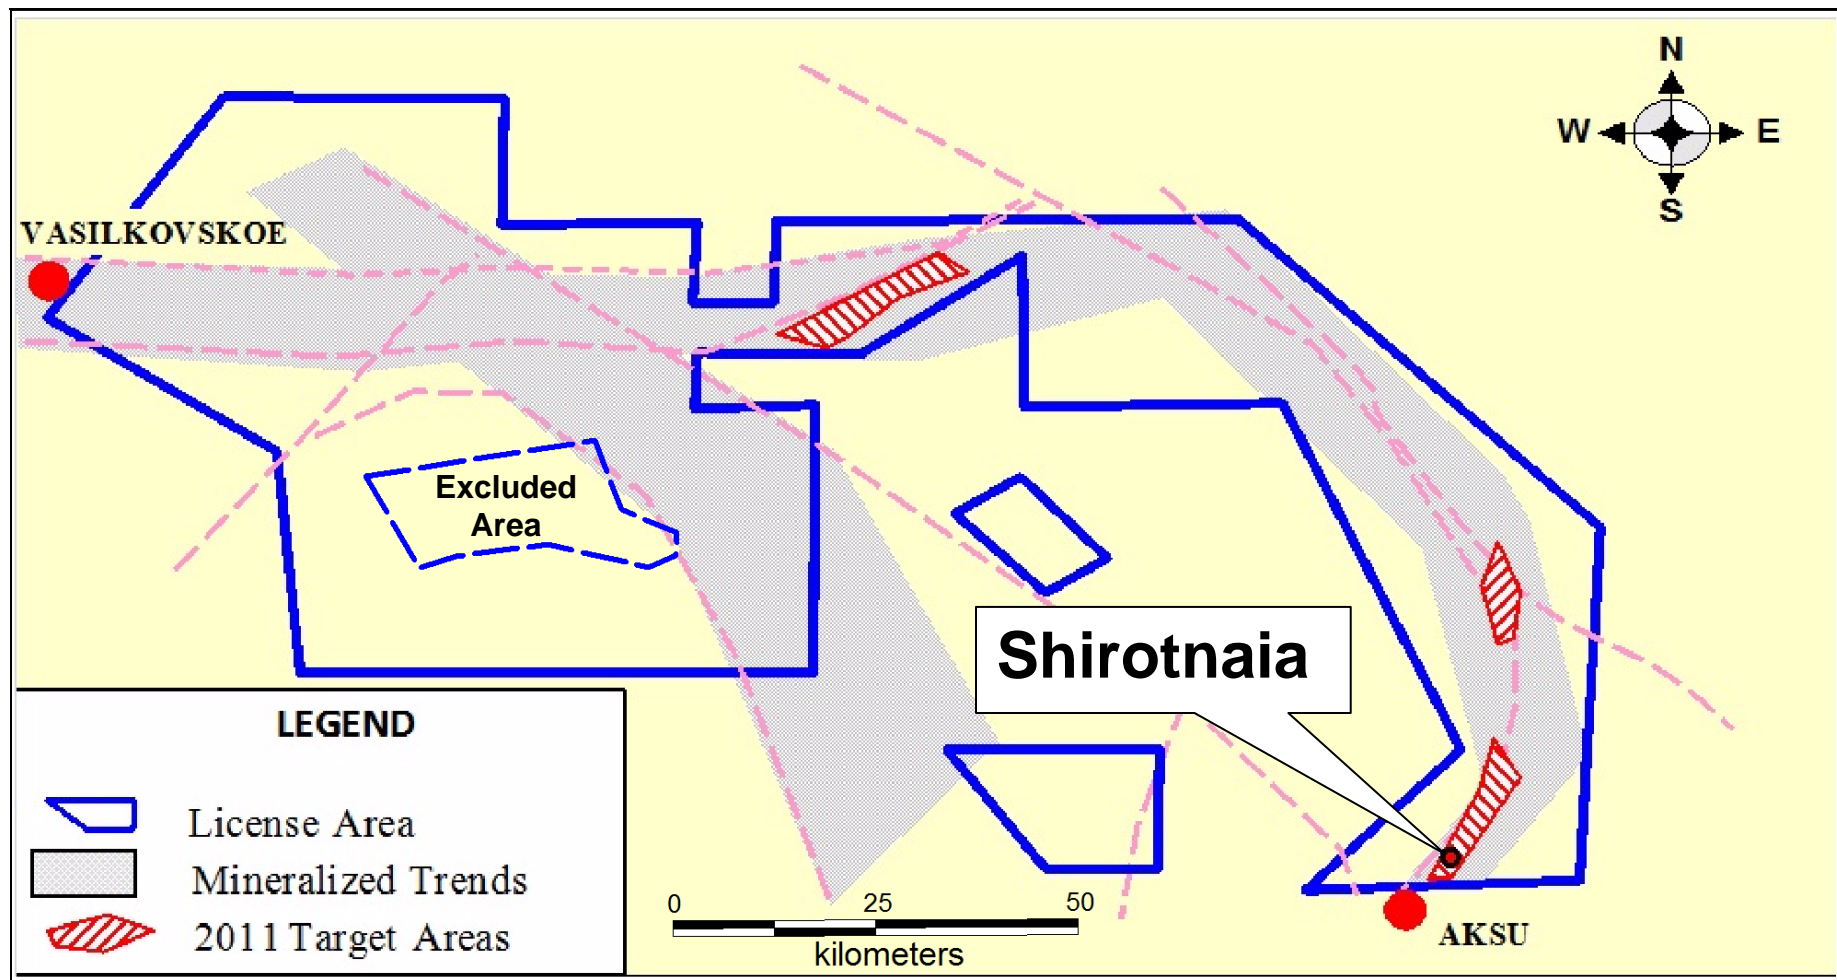 N
W E
S
VASILKOVSKOE
Excluded
Area
Shirotnaia
LEGEND
License Area
Mineralized Trends
2011 Target Areas
0 25 50
kilometers
AKSU